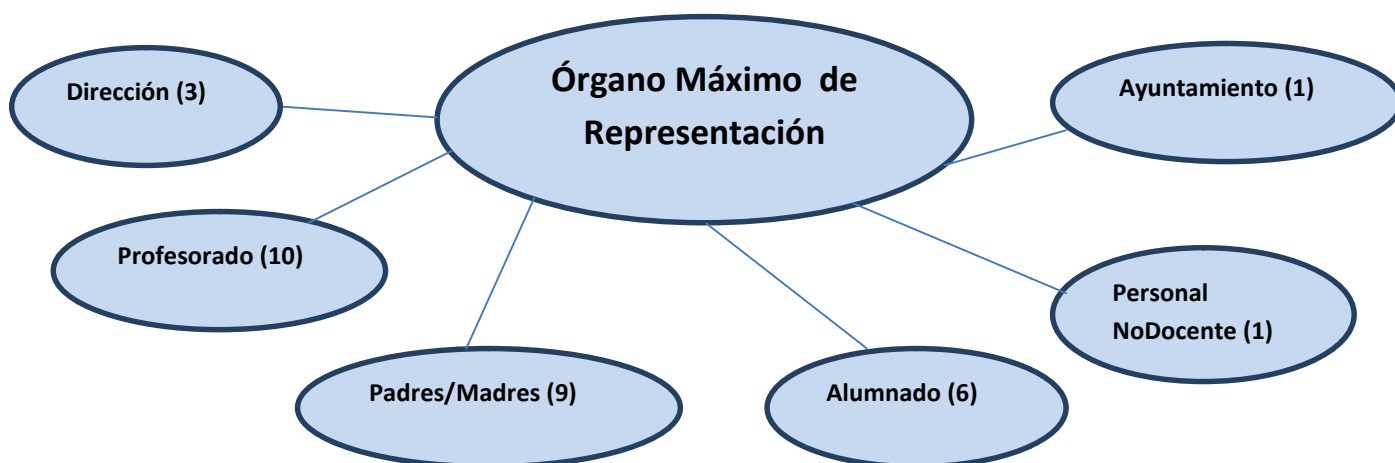 Órgano Máximo de
Representación
Dirección (3)
Ayuntamiento (1)
Profesorado (10)
Personal
NoDocente (1)
Padres/Madres (9)
Alumnado (6)